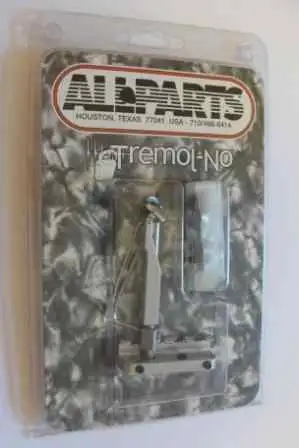 ALLPARTS
HOUSTON, TEXAS 77041 USA - 713/466-6414
Tremol-No